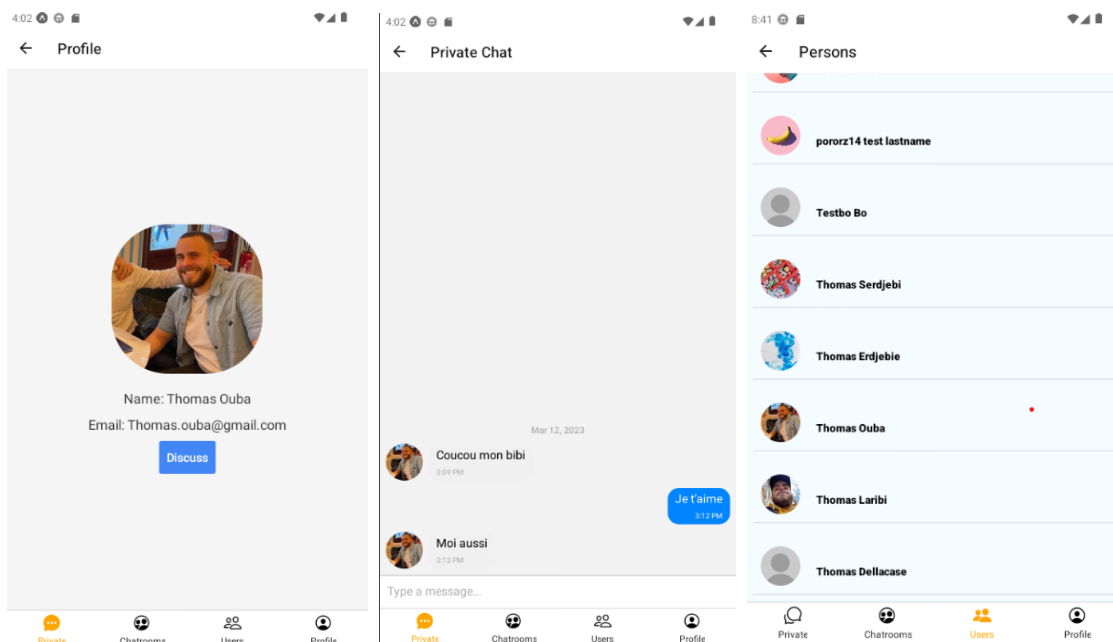 4:02
Profile
Name: Thomas Ouba
Email: Thomas.ouba@gmail.com
Discuss
Private
Chatrooms
Users
Profile
4:02
Private Chat
Mar 12, 2023
Coucou mon bibi
3:09 PM
Je t'aime
3:12 PM
Moi aussi
3:13 PM
Type a message...
Private
Chatrooms
Users
Profile
8:41
Persons
pororz14 test lastname
Testbo Bo
Thomas Serdjebi
Thomas Erdjebie
Thomas Ouba
Thomas Laribi
Thomas Dellacase
Private
Chatrooms
Users
Profile